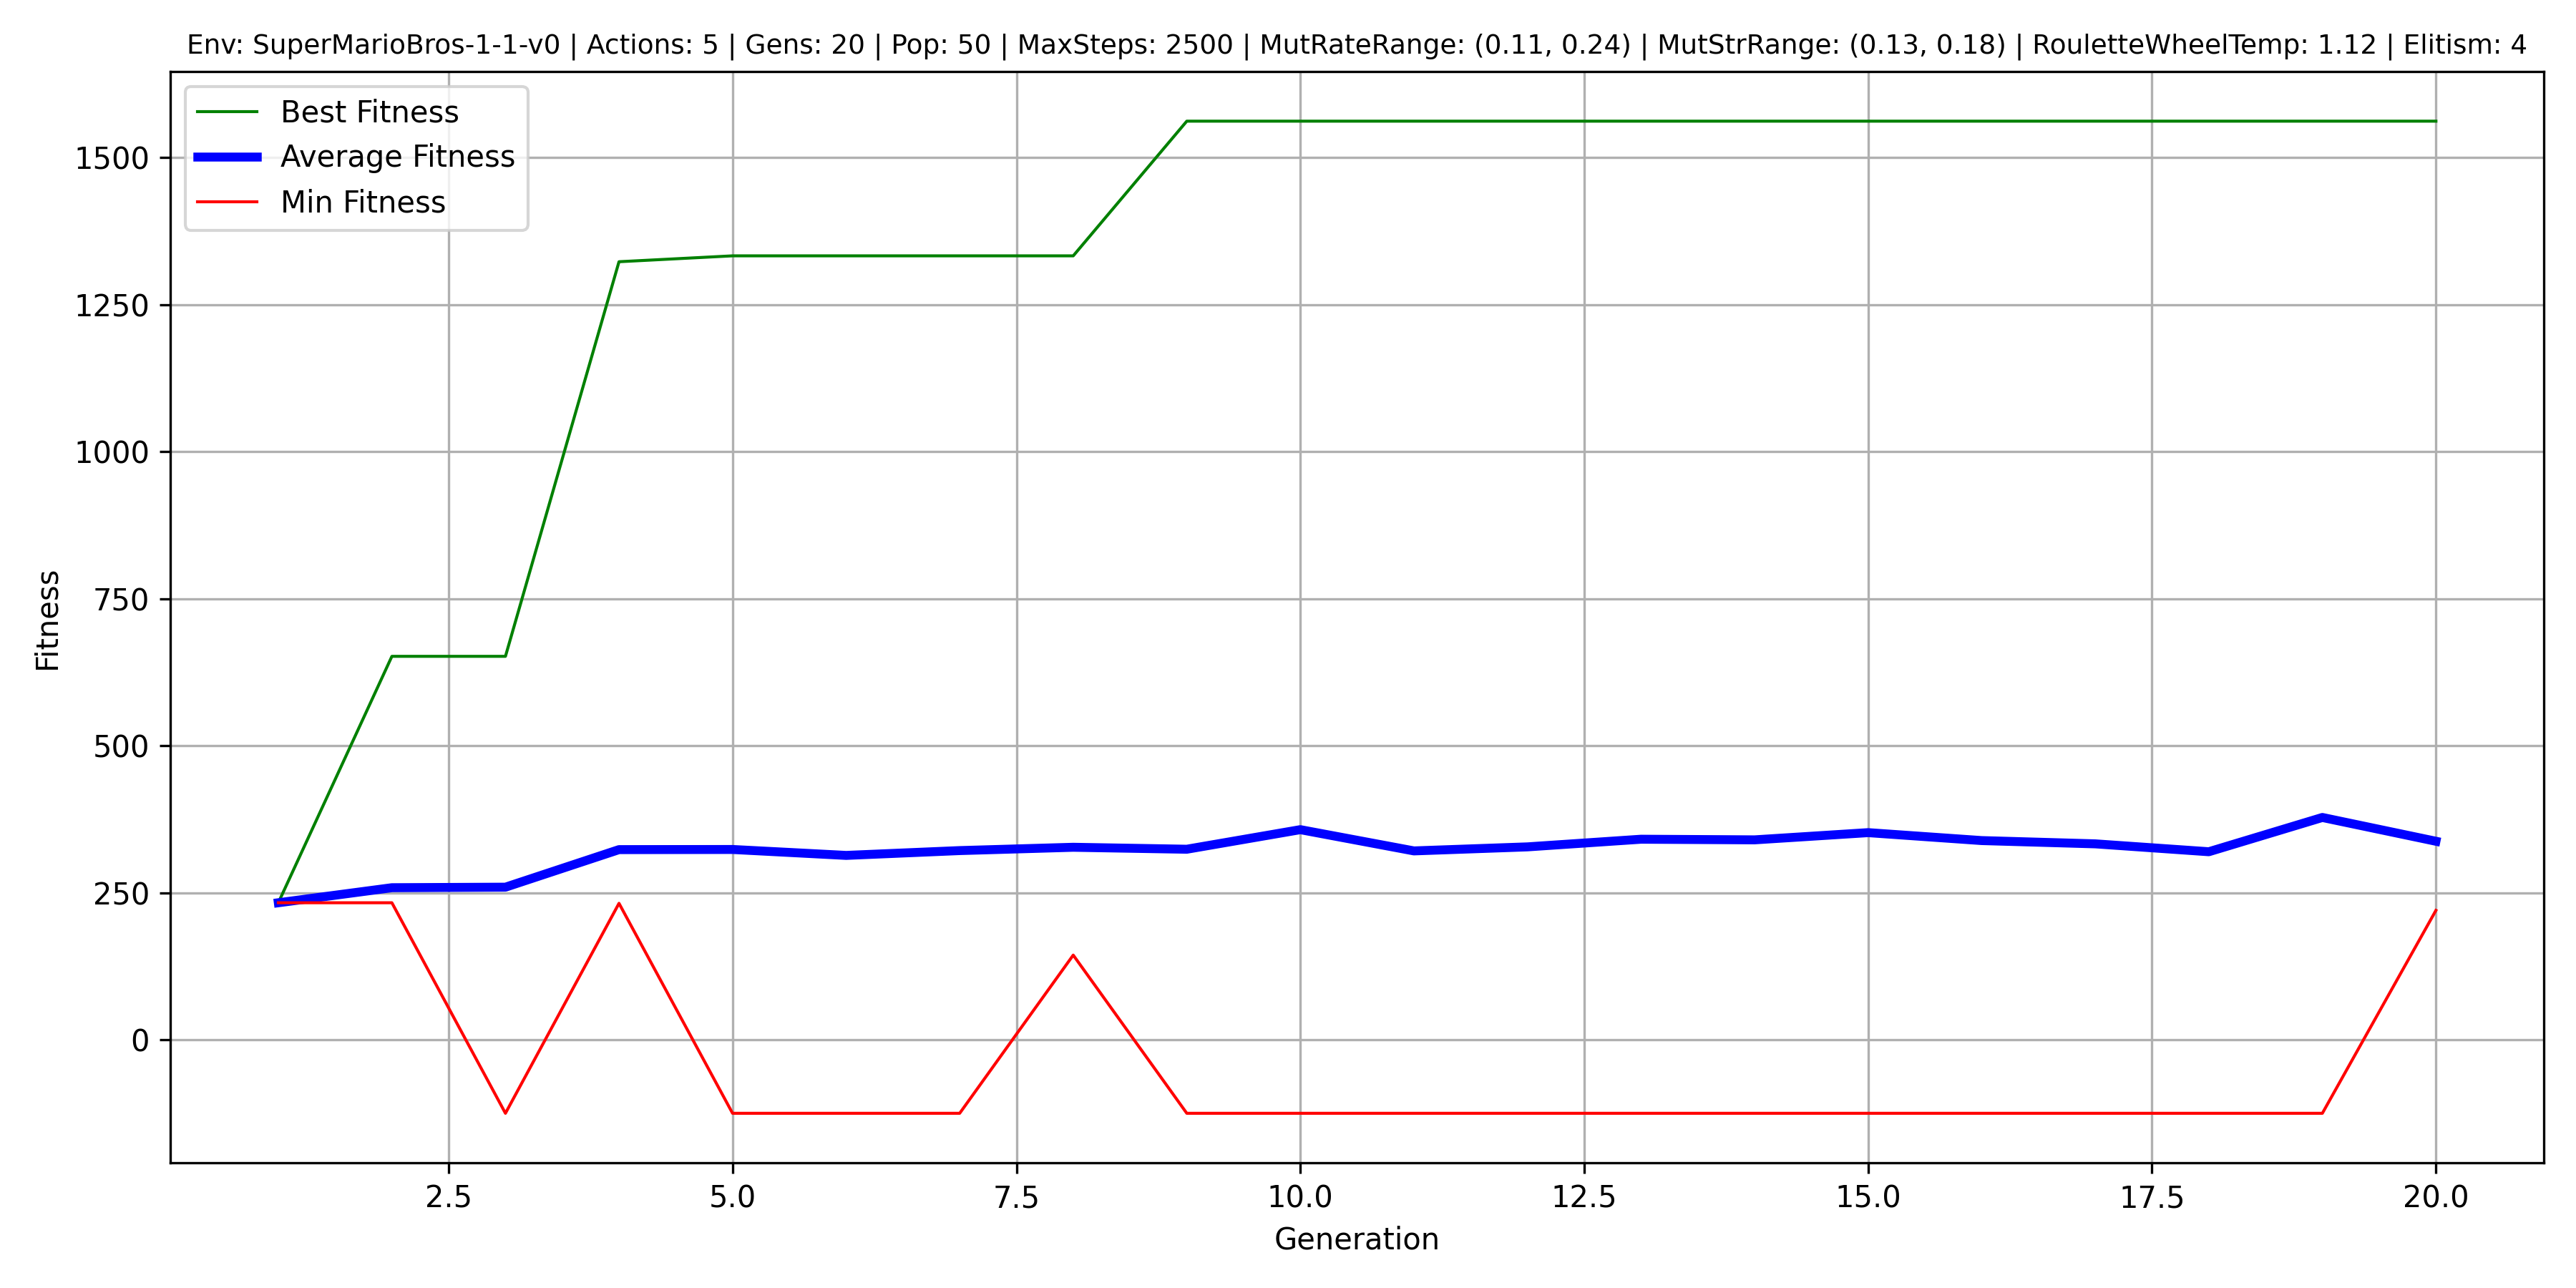 Env: SuperMarioBros-1-1-v0 | Actions: 5 | Gens: 20 | Pop: 50 | MaxSteps: 2500 | MutRateRange: (0.11, 0.24) | MutStrRange: (0.13, 0.18) | RouletteWheelTemp: 1.12 | Elitism: 4
Best Fitness
Average Fitness
Min Fitness
1500
1250
1000
750
500
250
0
Fitness
2.5 5.0 7.5 10.0 12.5 15.0 17.5 20.0
Generation